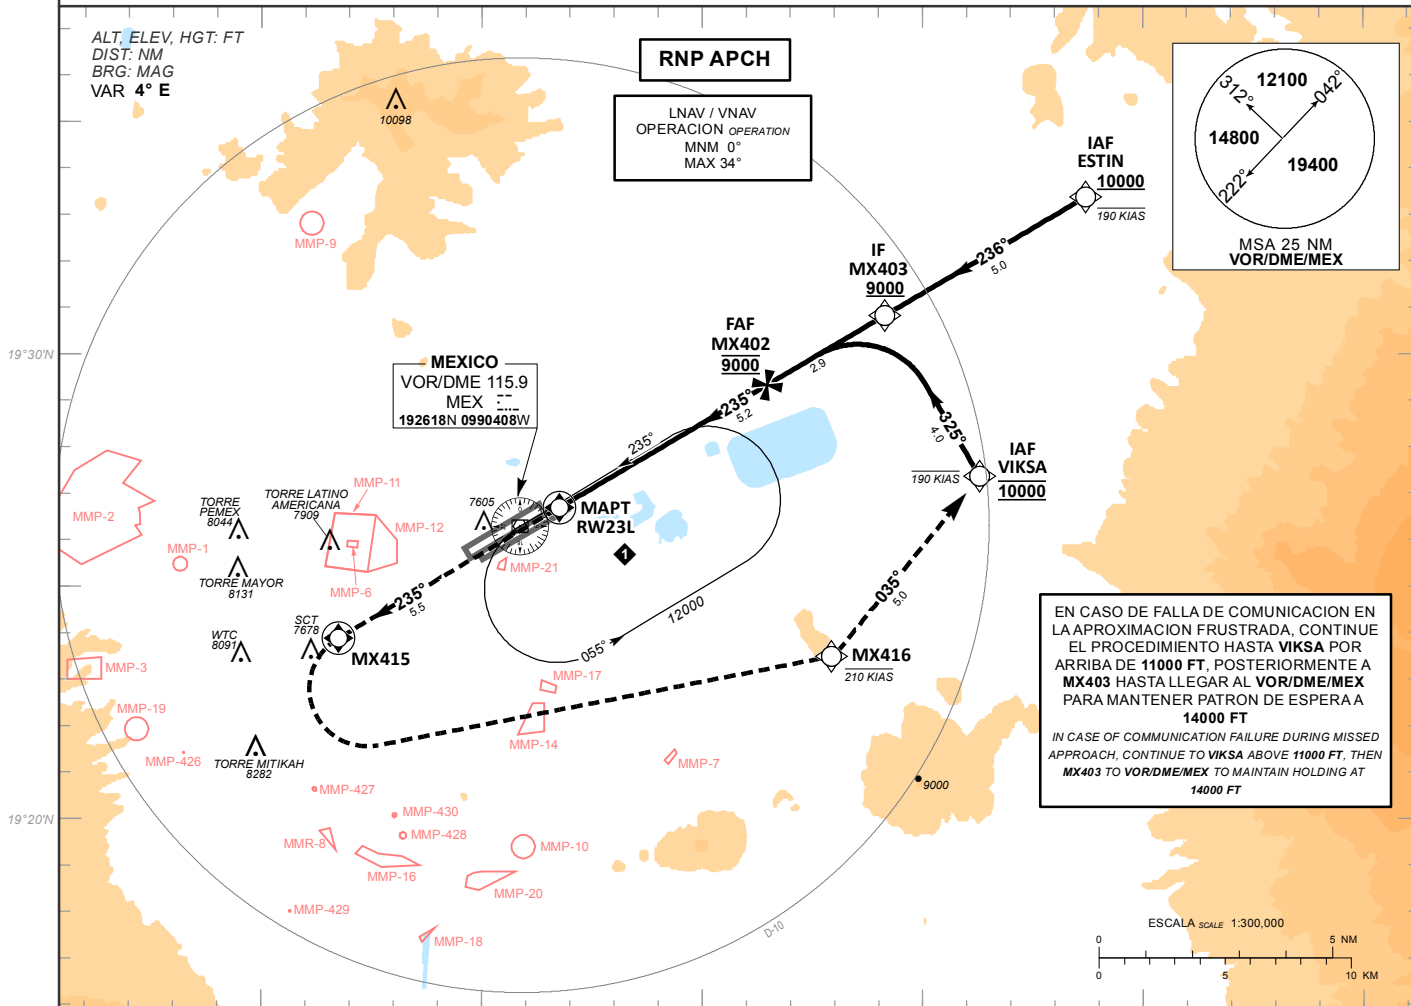 ALT, ELEV, HGT: FT
DIST: NM
BRG: MAG
VAR 4° E
RNP APCH
LNAV / VNAV
OPERACION OPERATION
MNM 0°
MAX 34°
12100
312°
042°
14800
19400
222°
MSA 25 NM
VOR/DME/MEX
10098
MMP-9
IAF
ESTIN
10000
190 KIAS
236°
5.0
IF
MX403
9000
FAF
MX402
9000
2.9
19°30'
MEXICO
VOR/DME 115.9
MEX
192618N 0990408W
235°
5.2
235°
325°
4.0
IAF
VIKSA
10000
190 KIAS
MMP-2
TORRE
PEMEX
8044
TORRE LATINO
AMERICANA
7909
MMP-11
MMP-12
7605
MAPT
RW23L
MMP-1
MMP-6
MMP-21
1
TORRE MAYOR
8131
235°
5.5
035°
5.0
12000
055°
SCT
7678
WTC
8091
MX415
MX416
210 KIAS
MMP-3
MMP-17
MMP-19
MMP-14
MMP-426
TORRE MITIKAH
8282
MMP-7
9000
EN CASO DE FALLA DE COMUNICACION EN
LA APROXIMACION FRUSTRADA, CONTINUE
EL PROCEDIMIENTO HASTA VIKSA POR
ARRIBA DE 11000 FT, POSTERIORMENTE A
MX403 HASTA LLEGAR AL VOR/DME/MEX
PARA MANTENER PATRON DE ESPERA A
14000 FT
IN CASE OF COMMUNICATION FAILURE DURING MISSED
APPROACH, CONTINUE TO VIKSA ABOVE 11000 FT, THEN
MX403 TO VOR/DME/MEX TO MAINTAIN HOLDING AT
14000 FT
MMP-427
19°20'
MMP-430
MMP-428
MMR-8
MMP-10
MMP-16
MMP-20
MMP-429
MMP-18
D-10
ESCALA SCALE 1:300,000
0 5 NM
0 5 10 KM